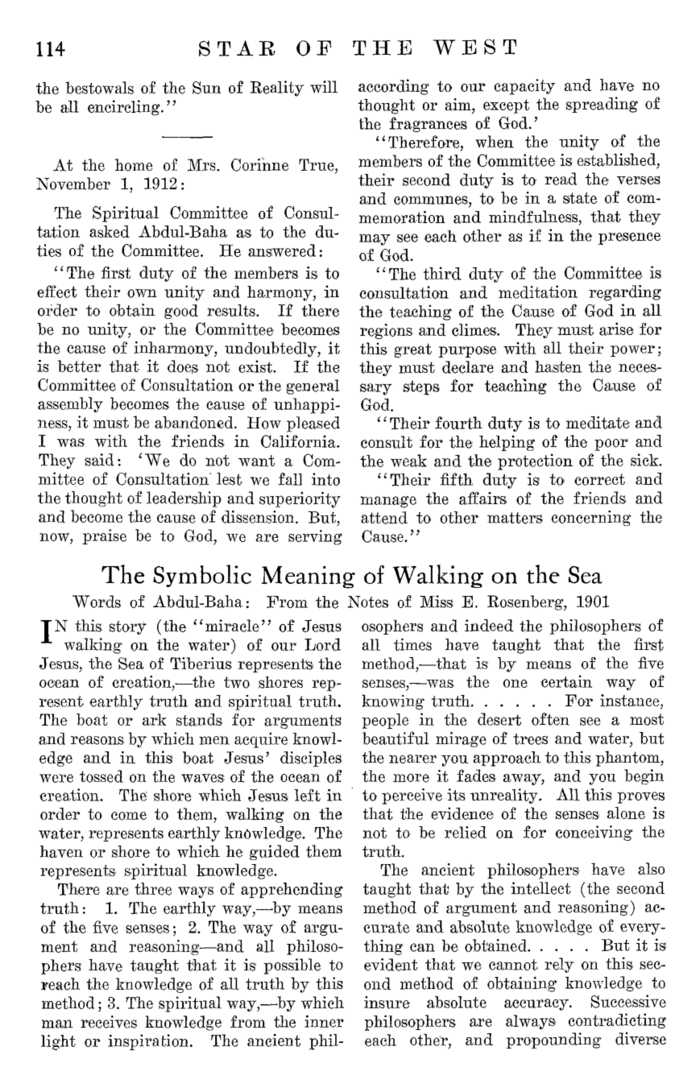 114
STAR OF THE WEST
the bestowals of the Sun of Reality will
be all encircling.''
At the home of Mrs. Corinne True,
November 1, 1912:
The Spiritual Committee of Consul-
tation asked Abdul-Baha as to the du-
ties of the Committee. He answered:
''The first duty of the members is to
effect their own unity and harmony, in
order to obtain good results. If there
be no unity, or the Committee becomes
the cause of inharmony, undoubtedly, it
is better that it does not exist. If the
Committee of Consultation or the general
assembly becomes the cause of unhappi-
ness, it must be abandoned. How pleased
I was with the friends in California.
They said: 'We do not want a Com-
mittee of Consultation lest we fall into
the thought of leadership and superiority
and become the cause of dissension. But,
now, praise be to God, we are serving
according to our capacity and have no
thought or aim, except the spreading of
the fragrances of God.'
''Therefore, when the unity of the
members of the Committee is established,
their second duty is to read the verses
and communes, to be in a state of com-
memoration and mindfulness, that they
may see each other as if in the presence
of God.
''The third duty of the Committee is
consultation and meditation regarding
the teaching of the Cause of God in all
regions and climes. They must arise for
this great purpose with all their power;
they must declare and hasten the neces-
sary steps for teaching the Cause of
God.
''Their fourth duty is to meditate and
consult for the helping of the poor and
the weak and the protection of the sick.
''Their fifth duty is to correct and
manage the affairs of the friends and
attend to other matters concerning the
Cause.''
The Symbolic Meaning of Walking on the Sea
Words of Abdul-Baha: From the Notes of Miss E. Rosenberg, 1901
IN this story (the ''miracle'' of Jesus
walking on the water) of our Lord
Jesus, the Sea of Tiberius represents the
ocean of creation,—the two shores rep-
resent earthly truth and spiritual truth.
The boat or ark stands for arguments
and reasons by which men acquire knowl-
edge and in this boat Jesus' disciples
were tossed on the waves of the ocean of
creation. The shore which Jesus left in
order to come to them, walking on the
water, represents earthly knowledge. The
haven or shore to which he guided them
represents spiritual knowledge.
There are three ways of apprehending
truth: 1. The earthly way,—by means
of the five senses; 2. The way of argu-
ment and reasoning—and all philoso-
phers have taught that it is possible to
reach the knowledge of all truth by this
method; 3. The spiritual way,—by which
man receives knowledge from the inner
light or inspiration. The ancient phil-
osophers and indeed the philosophers of
all times have taught that the first
method,—that is by means of the five
senses,—was the one certain way of
knowing truth. . . . . . For instance,
people in the desert often see a most
beautiful mirage of trees and water, but
the nearer you approach to this phantom,
the more it fades away, and you begin
to perceive its unreality. All this proves
that the evidence of the senses alone is
not to be relied on for conceiving the
truth.
The ancient philosophers have also
taught that by the intellect (the second
method of argument and reasoning) ac-
curate and absolute knowledge of every-
thing can be obtained. . . . . But it is
evident that we cannot rely on this sec-
ond method of obtaining knowledge to
insure absolute accuracy. Successive
philosophers are always contradicting
each other, and propounding diverse